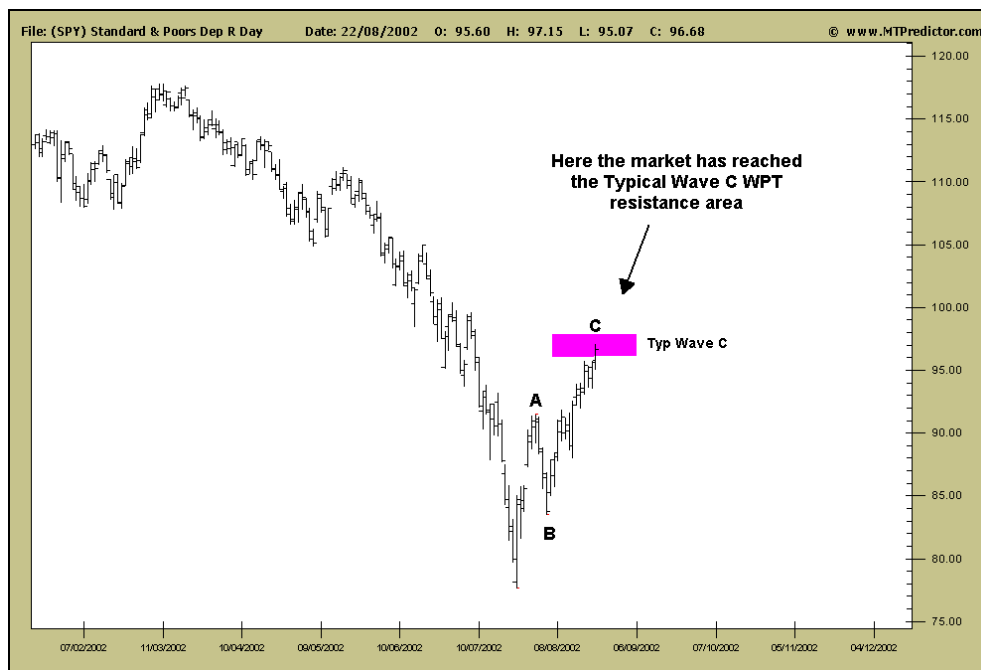 File: (SPY) Standard & Poors Dep R Day Date: 22/08/2002 O: 95.60 H: 97.15 L: 95.07 C: 96.68 © www.MTPredictor.com
120.00
115.00
Here the market has reached
the Typical Wave C WPT
resistance area
110.00
105.00
100.00
C
Typ Wave C
95.00
A
90.00
85.00
B
80.00
75.00
07/02/2002 11/03/2002 10/04/2002 09/05/2002 10/06/2002 10/07/2002 08/08/2002 06/09/2002 07/10/2002 05/11/2002 04/12/2002